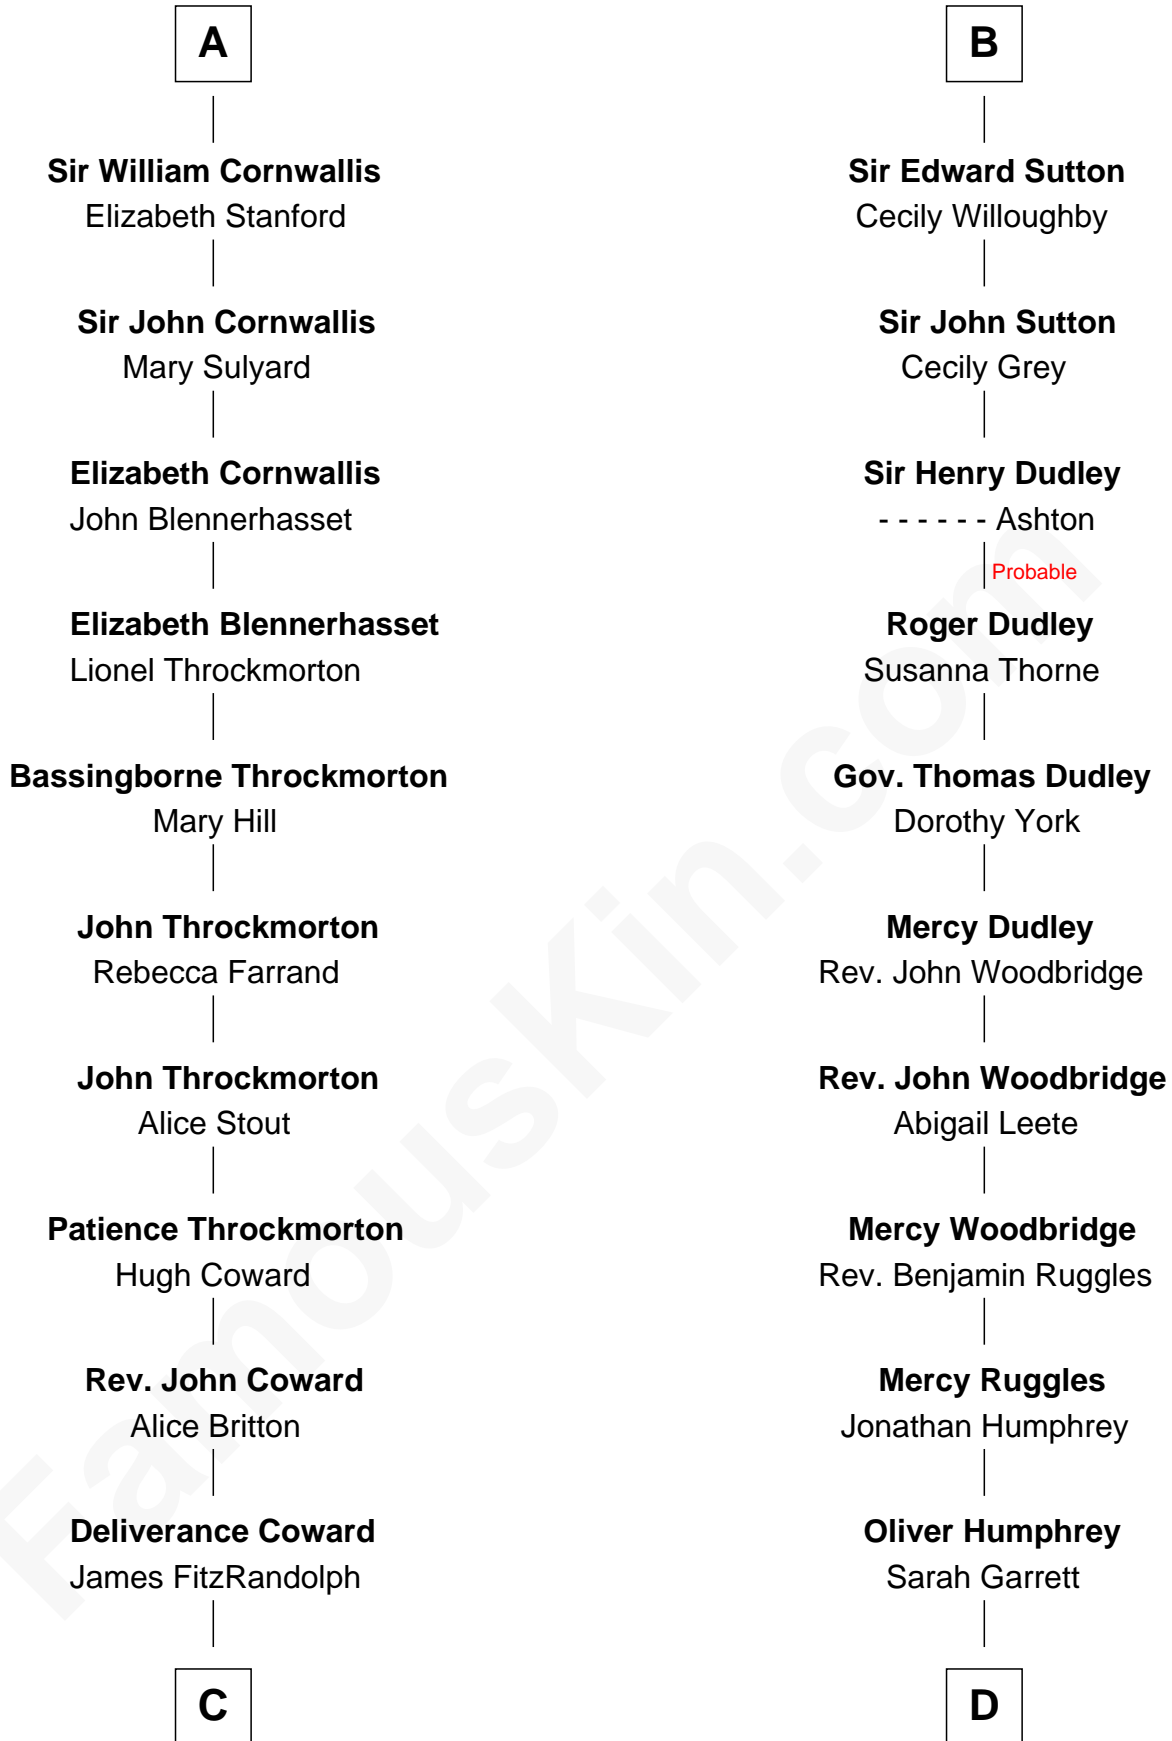 A
Sir William Cornwallis
Elizabeth Stanford
Sir John Cornwallis
Mary Sulyard
Elizabeth Cornwallis
John Blennerhasset
Elizabeth Blennerhasset
Lionel Throckmorton
Bassingborne Throckmorton
Mary Hill
John Throckmorton
Rebecca Farrand
John Throckmorton
Alice Stout
Patience Throckmorton
Hugh Coward
Rev. John Coward
Alice Britton
Deliverance Coward
James FitzRandolph
C
B
Sir Edward Sutton
Cecily Willoughby
Sir John Sutton
Cecily Grey
Sir Henry Dudley
- - - - - - Ashton
Probable
Roger Dudley
Susanna Thorne
Gov. Thomas Dudley
Dorothy York
Mercy Dudley
Rev. John Woodbridge
Rev. John Woodbridge
Abigail Leete
Mercy Woodbridge
Rev. Benjamin Ruggles
Mercy Ruggles
Jonathan Humphrey
Oliver Humphrey
Sarah Garrett
D
FamousKin.com